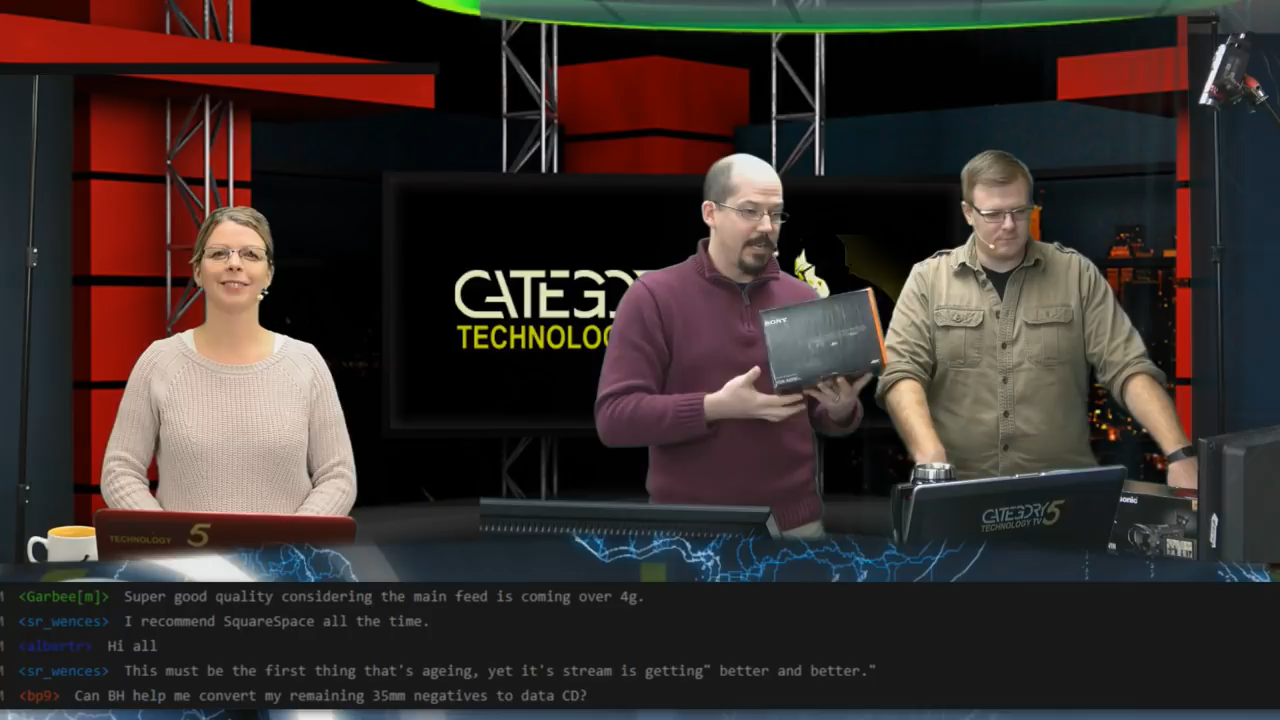 CATEGO
TECHNOLOG
SONY
TECHNOLOGY 5
CATEGORY 5
TECHNOLOGY TV
sonic
<Garbee[m]> Super good quality considering the main feed is coming over 4g.
<sr_wences> I recommend SquareSpace all the time.
<albertr> Hi all
<sr_wences> This must be the first thing that's ageing, yet it's stream is getting" better and better."
<bp9> Can BH help me convert my remaining 35mm negatives to data CD?